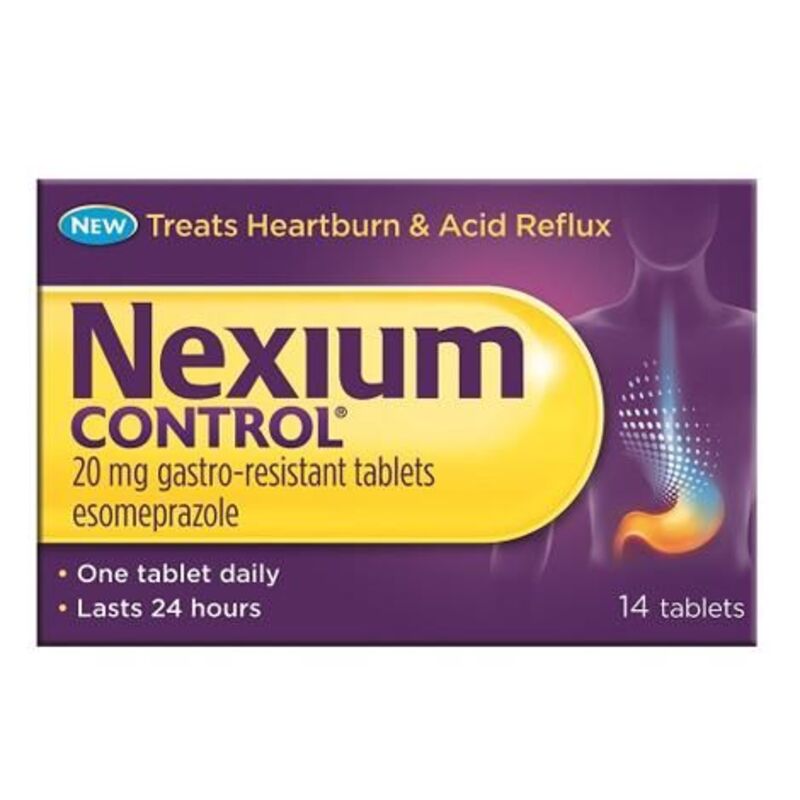 NEW Treats Heartburn & Acid Reflux
Nexium
CONTROL®
20 mg gastro-resistant tablets
esomeprazole
• One tablet daily
• Lasts 24 hours
14 tablets